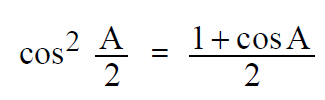 cos² A/2 = (1 + cos A)/2